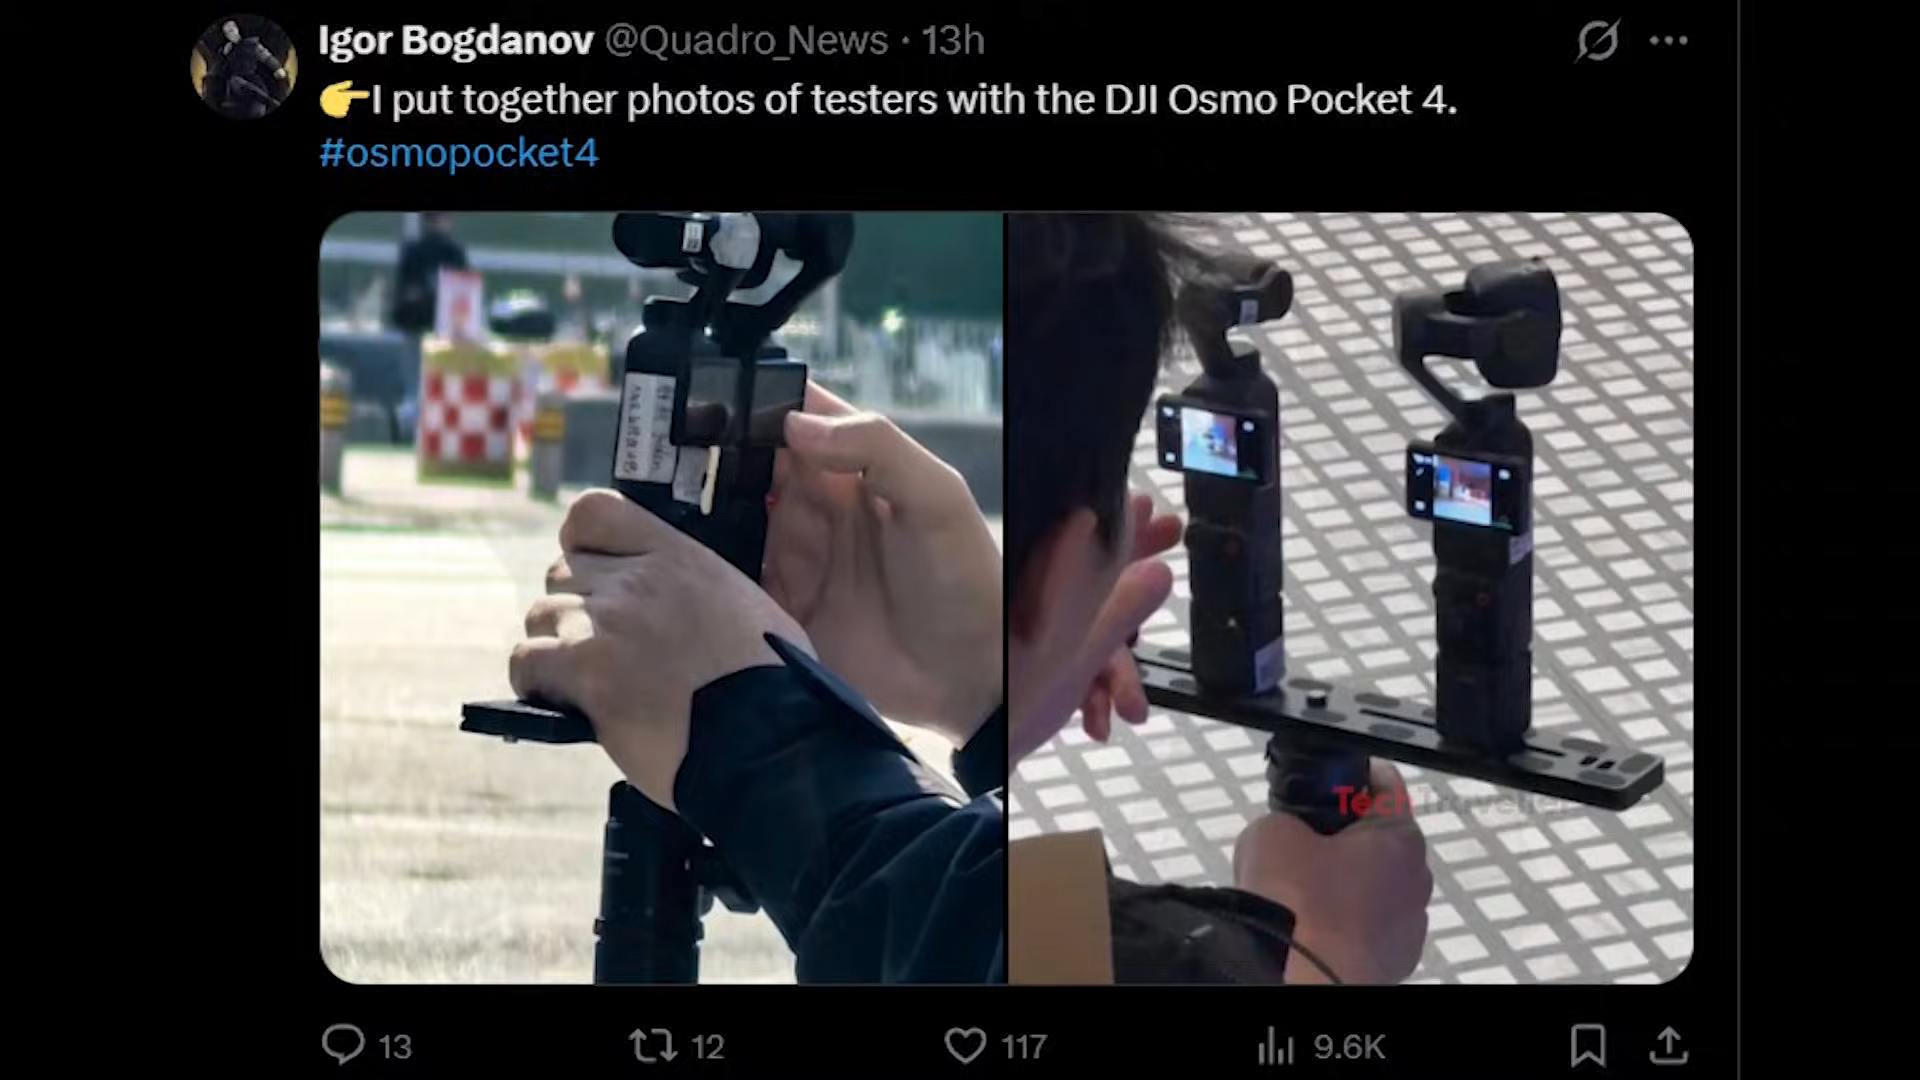 Igor Bogdanov @Quadro_News · 13h
👉I put together photos of testers with the DJI Osmo Pocket 4.
#osmopocket4
TechTraveller
13 12 117 9.6K